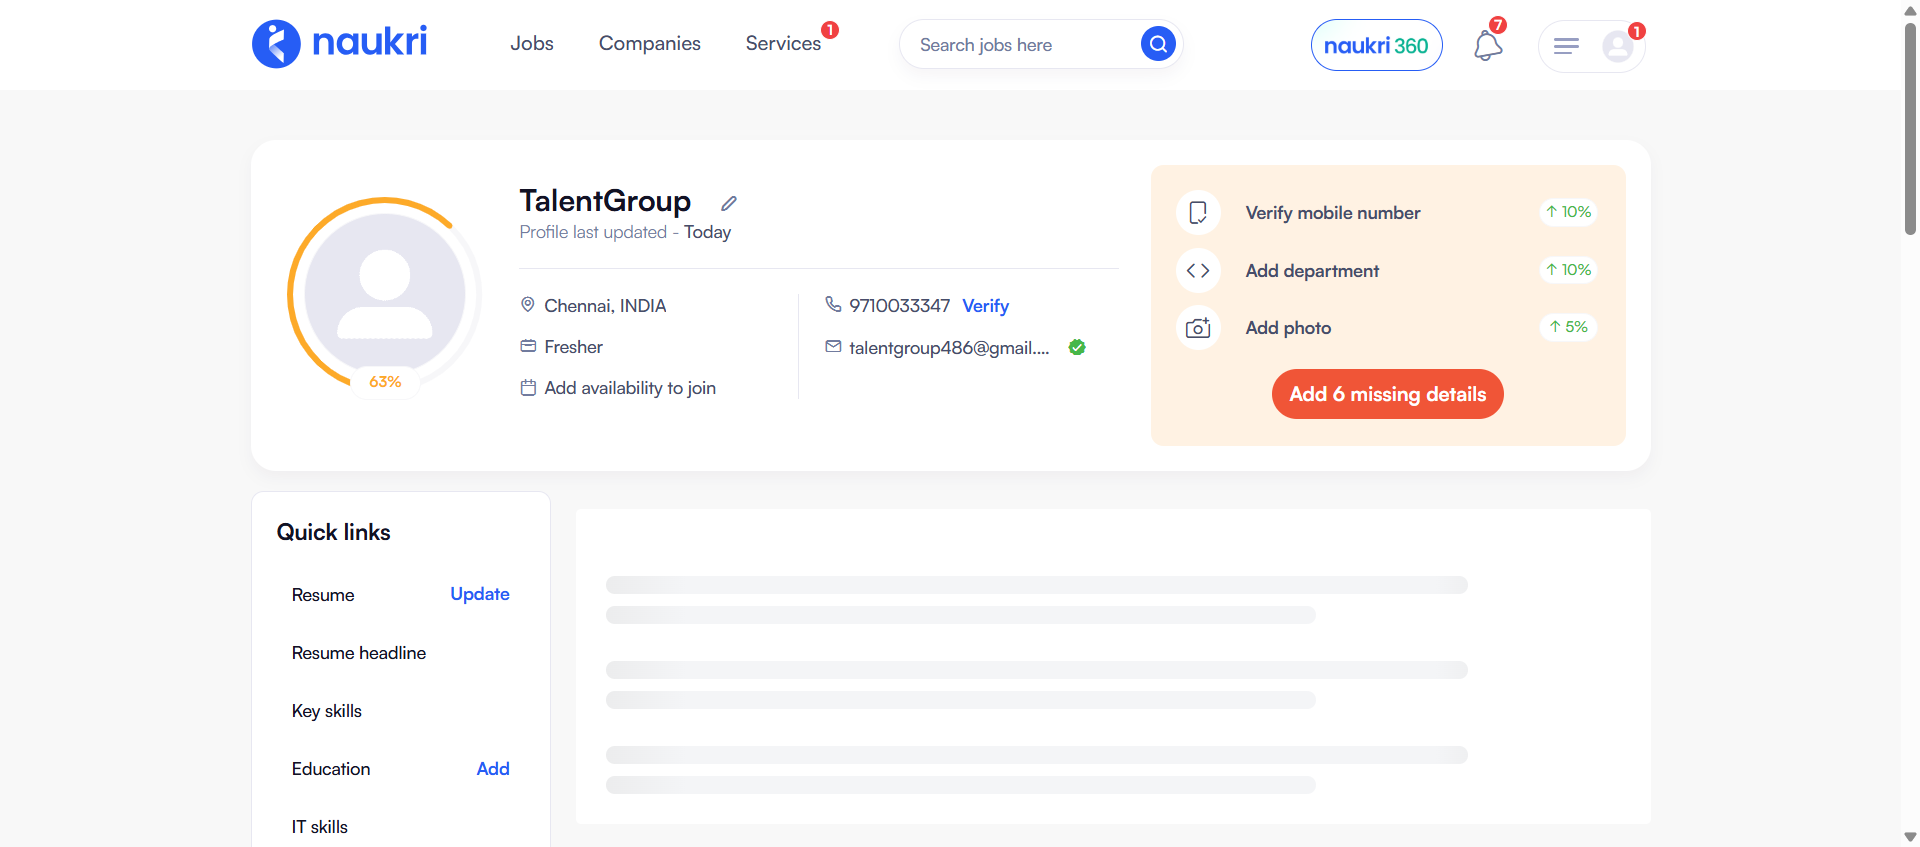 naukri
Jobs
Companies
Services
1
Search jobs here
naukri 360
7
1
TalentGroup
Profile last updated - Today
Chennai, INDIA
Fresher
Add availability to join
9710033347 Verify
talentgroup486@gmail....
63%
Verify mobile number
↑ 10%
Add department
↑ 10%
Add photo
↑ 5%
Add 6 missing details
Quick links
Resume Update
Resume headline
Key skills
Education Add
IT skills